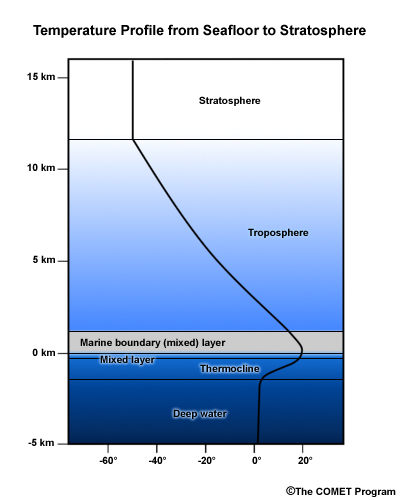 Temperature Profile from Seafloor to Stratosphere
15 km
Stratosphere
10 km
Troposphere
5 km
Marine boundary (mixed) layer
0 km
Mixed layer
Thermocline
Deep water
-5 km
-60° -40° -20° 0° 20°
©The COMET Program